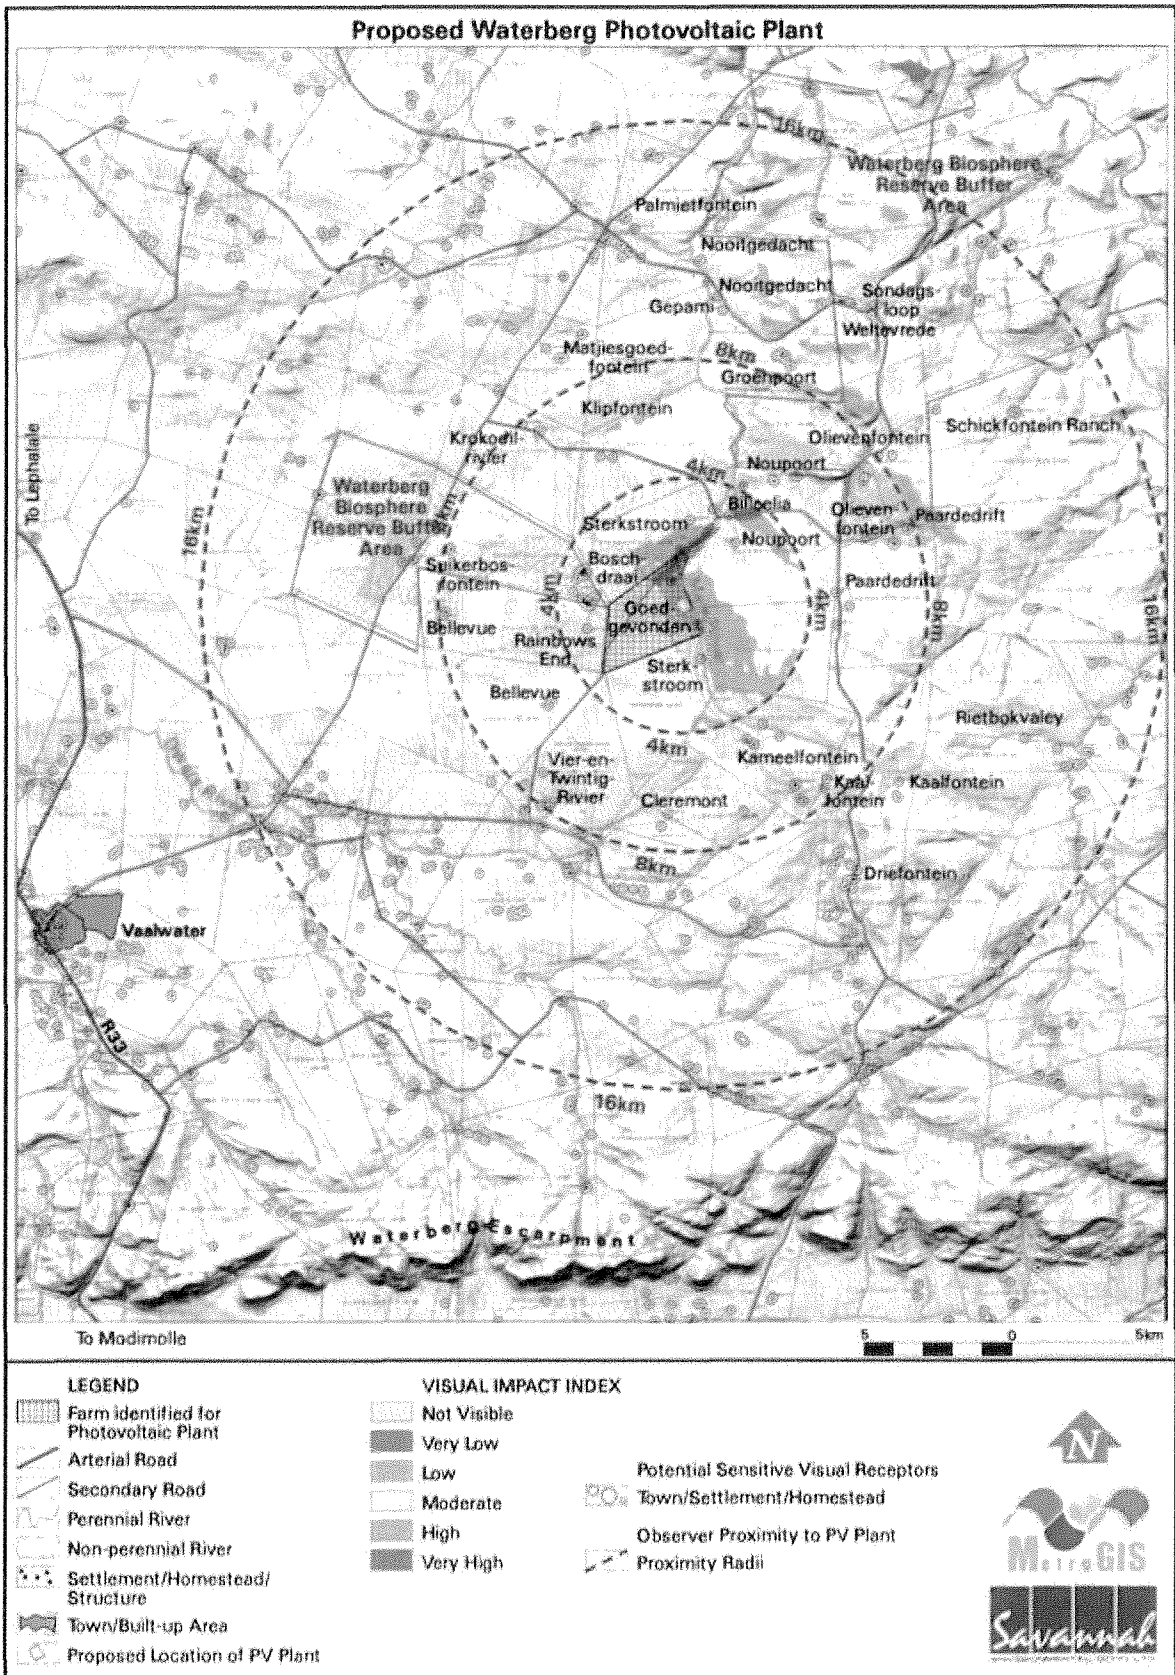 Proposed Waterberg Photovoltaic Plant
16km
Waterberg Biosphere
Reserve Buffer
Area
Palmietfontein
Nooitgedacht
Nooitgedacht
Sondags-
loop
Gepami
Weltevrede
Matjiesgoed-
fontein
8km
Groenpoort
Klipfontein
Schickfontein Ranch
Krokodil-
rivier
Olievenfontein
To Lephalale
4km
Noupoort
Waterberg
Biosphere
Reserve Buffer
Area
km
16km
Billcelia
Olieven-
fontein
Paardedrift
Sterkstroom
Noupoort
Bosch-
draai
Suikerbos
fontein
Paardedrift
4km
4km
8km
16km
Goed-
gevonden
Bellevue
Rainbows
End
Sterk-
stroom
Bellevue
Rietbokvaley
4km
Kameelfontein
Vier-en-
Twintig-
Rivier
Kaal-
fontein
Kaalfontein
Cleremont
8km
Driefontein
Vaalwater
R33
16km
Waterberg Escarpment
To Modimolle
5 0 5km
LEGEND
Farm identified for
Photovoltaic Plant
Arterial Road
Secondary Road
Perennial River
Non-perennial River
Settlement/Homestead/
Structure
Town/Built-up Area
Proposed Location of PV Plant
VISUAL IMPACT INDEX
Not Visible
Very Low
Low
Moderate
High
Very High
Potential Sensitive Visual Receptors
Town/Settlement/Homestead
Observer Proximity to PV Plant
Proximity Radii
N
MetroGIS
Savannah